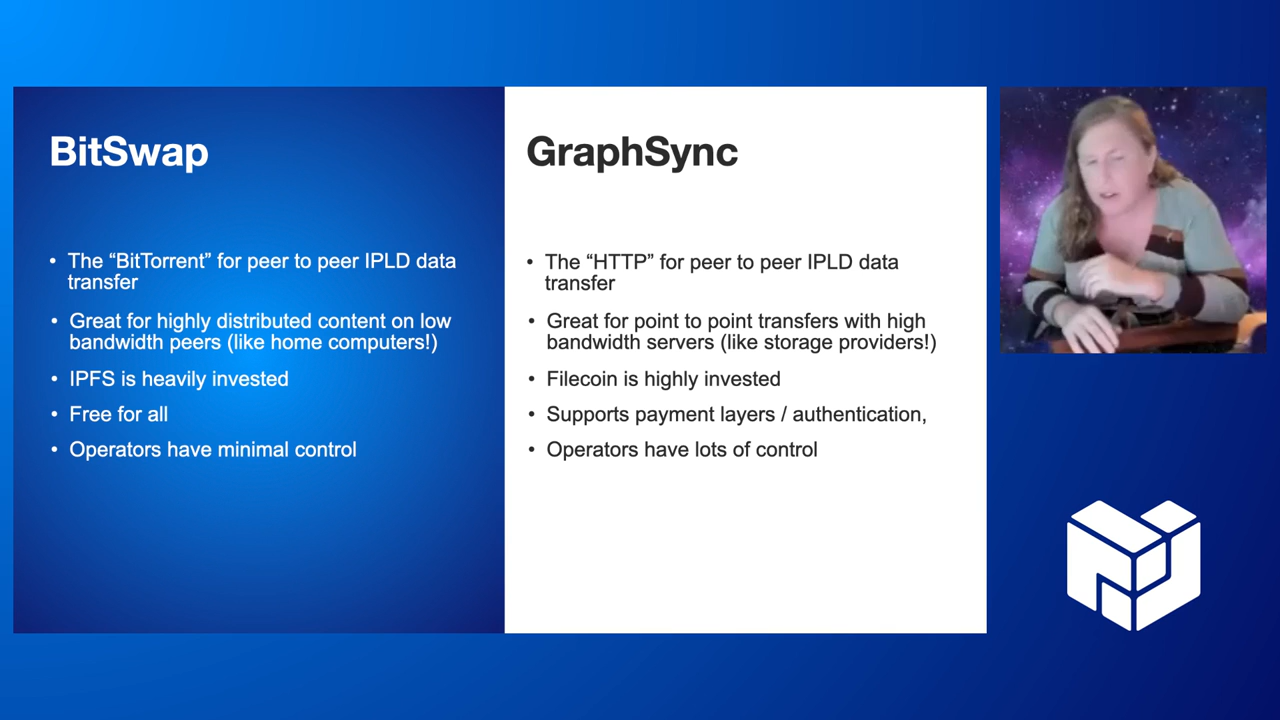 BitSwap
• The “BitTorrent” for peer to peer IPLD data
transfer
• Great for highly distributed content on low
bandwidth peers (like home computers!)
• IPFS is heavily invested
• Free for all
• Operators have minimal control
GraphSync
• The “HTTP” for peer to peer IPLD data
transfer
• Great for point to point transfers with high
bandwidth servers (like storage providers!)
• Filecoin is highly invested
• Supports payment layers / authentication,
• Operators have lots of control